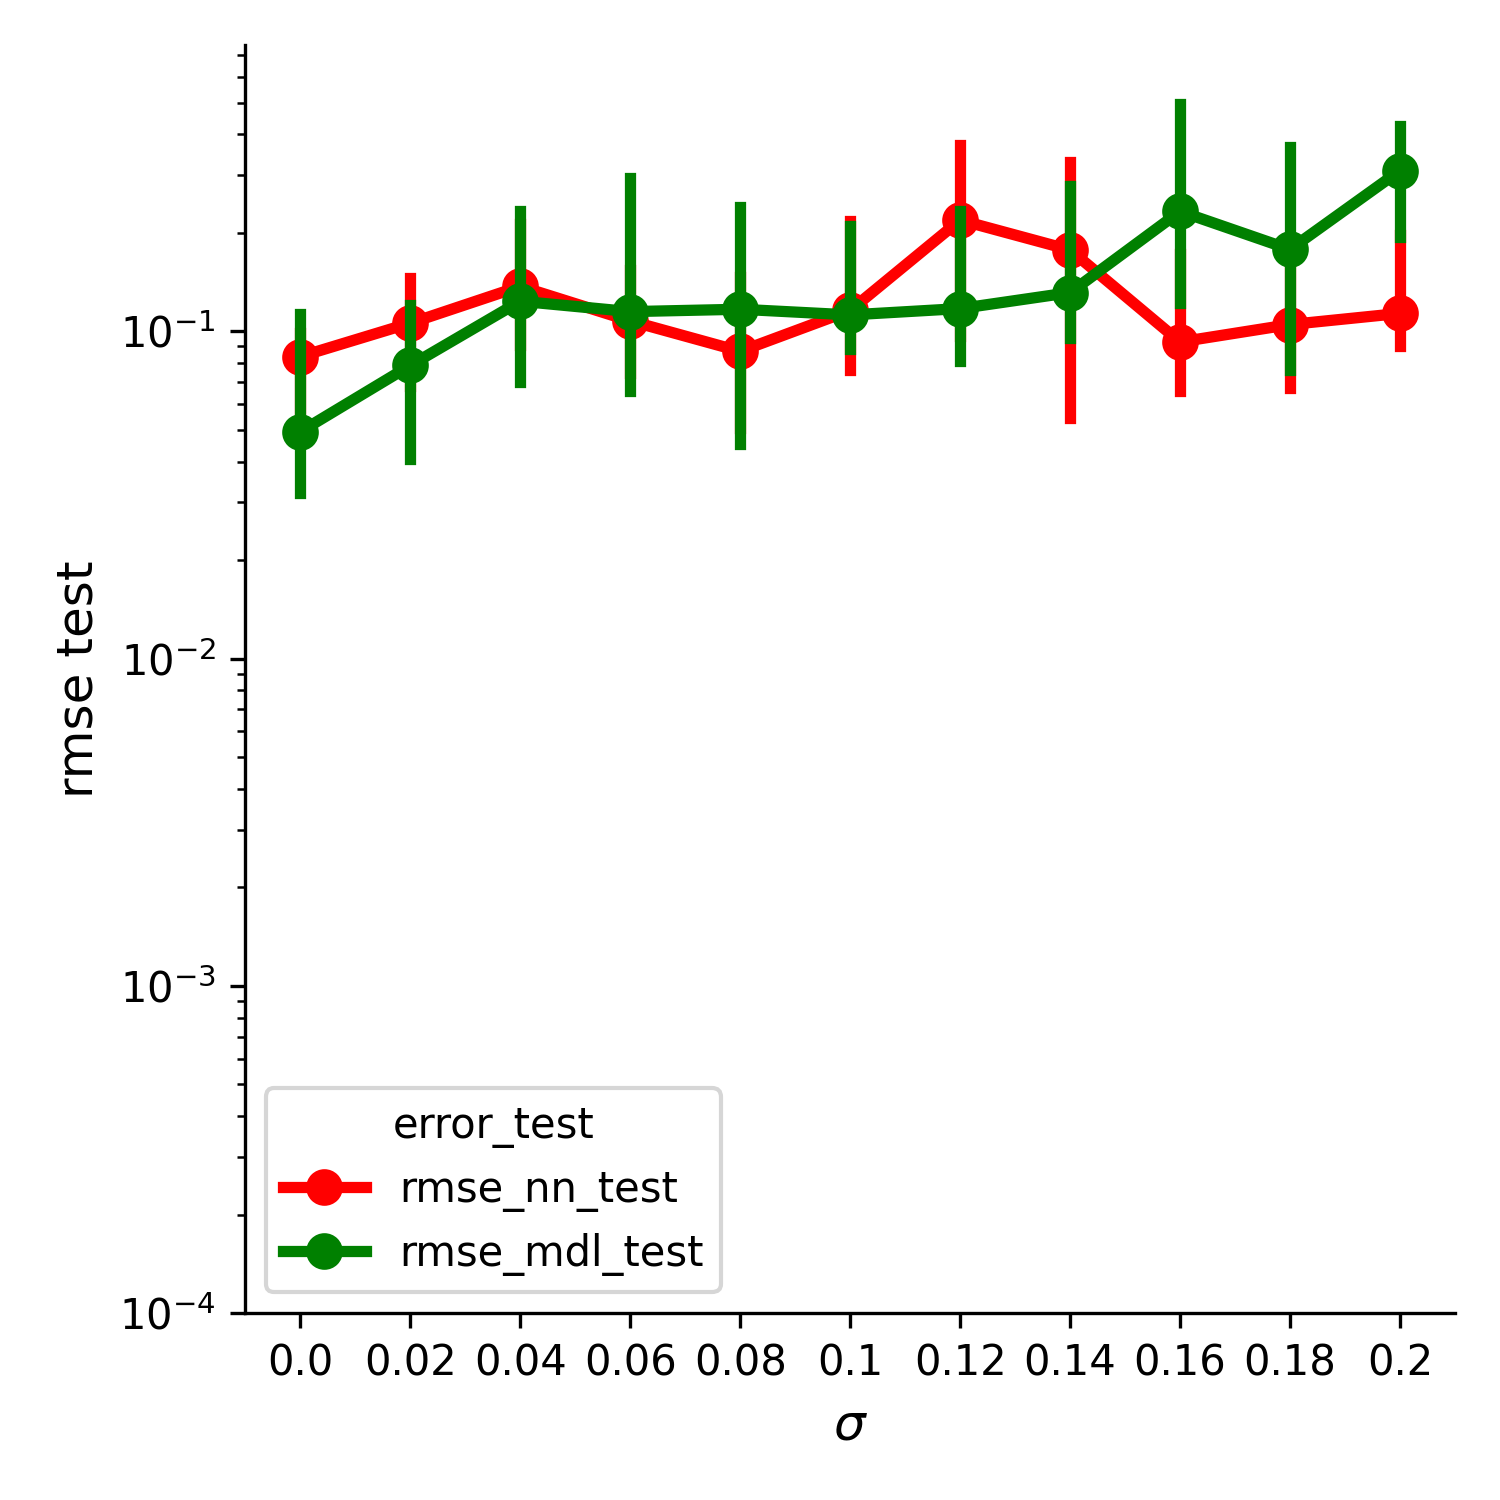 rmse test
10⁻¹
10⁻²
10⁻³
10⁻⁴
error_test
rmse_nn_test
rmse_mdl_test
0.0 0.02 0.04 0.06 0.08 0.1 0.12 0.14 0.16 0.18 0.2
σ